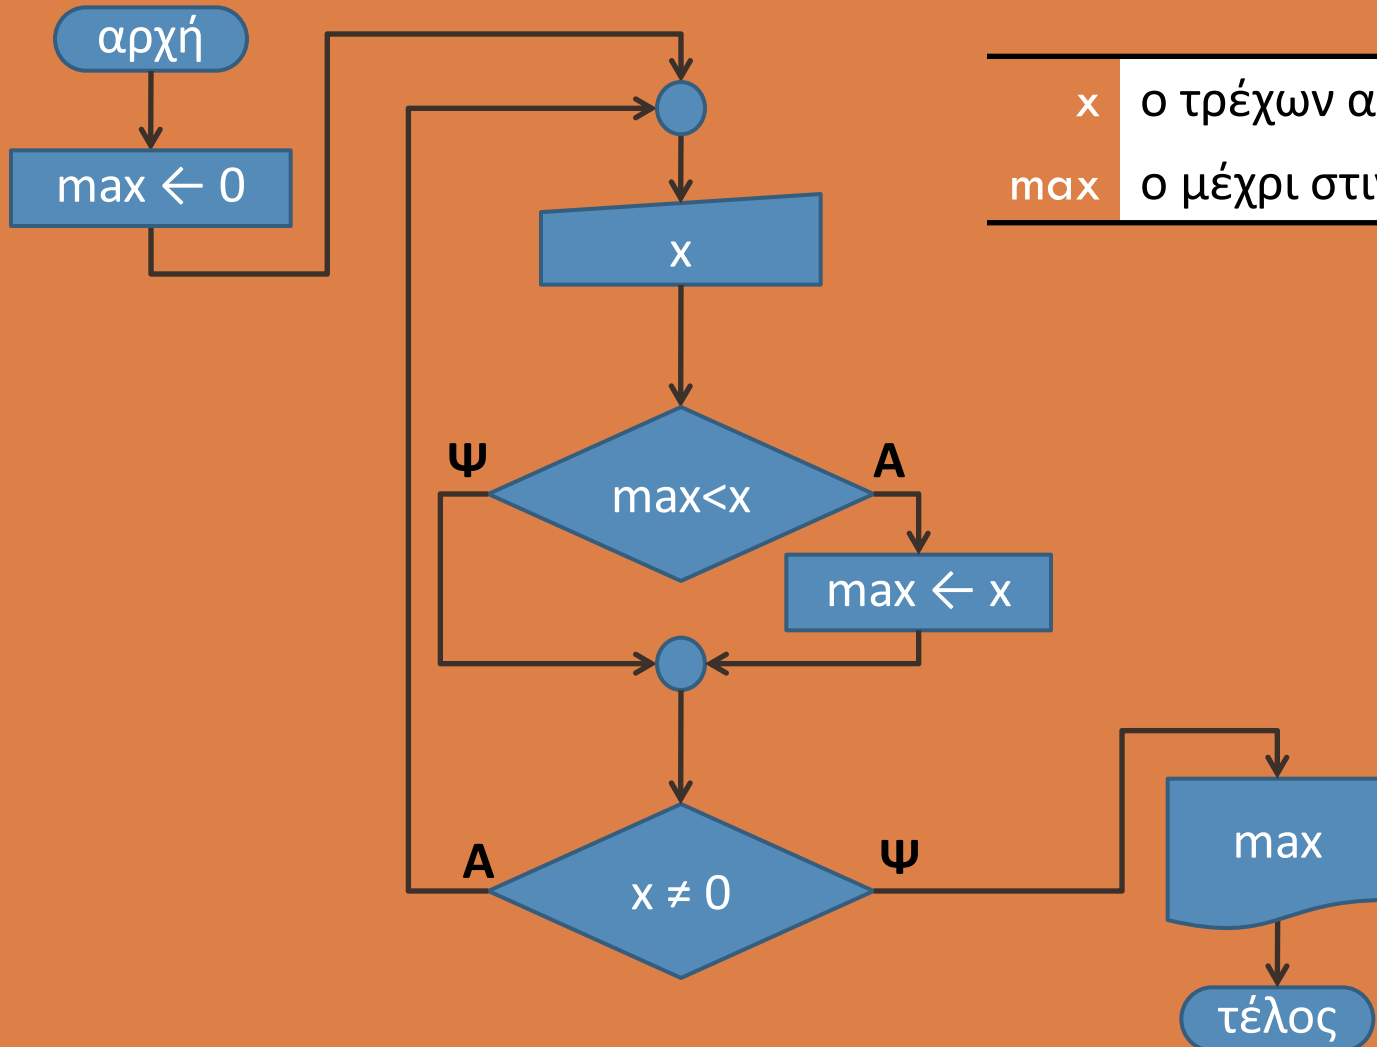 αρχή
max ← 0
x ο τρέχων
max ο μέχρι
x
Ψ
A
max<x
max ← x
A
Ψ
x ≠ 0
max
τέλος